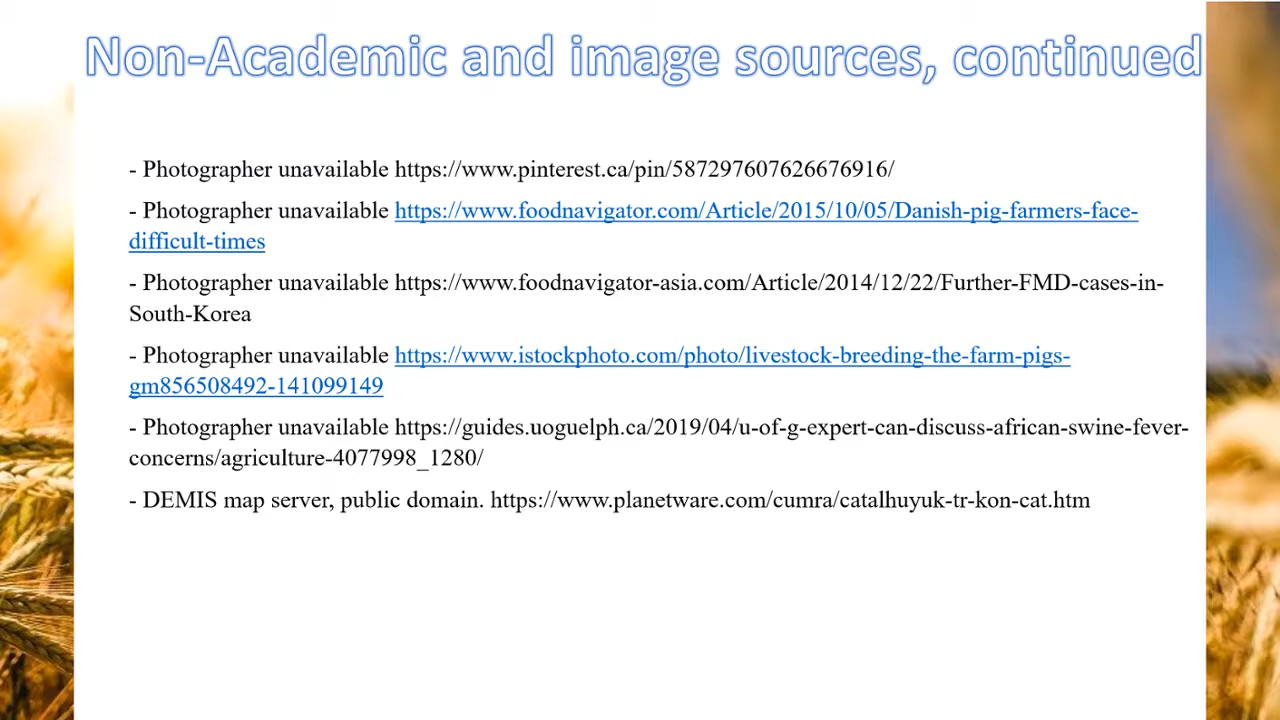 Non-Academic and image sources, continued
- Photographer unavailable https://www.pinterest.ca/pin/587297607626676916/
- Photographer unavailable https://www.foodnavigator.com/Article/2015/10/05/Danish-pig-farmers-face-
difficult-times
- Photographer unavailable https://www.foodnavigator-asia.com/Article/2014/12/22/Further-FMD-cases-in-
South-Korea
- Photographer unavailable https://www.istockphoto.com/photo/livestock-breeding-the-farm-pigs-
gm856508492-141099149
- Photographer unavailable https://guides.uoguelph.ca/2019/04/u-of-g-expert-can-discuss-african-swine-fever-
concerns/agriculture-4077998_1280/
- DEMIS map server, public domain. https://www.planetware.com/cumra/catalhuyuk-tr-kon-cat.htm